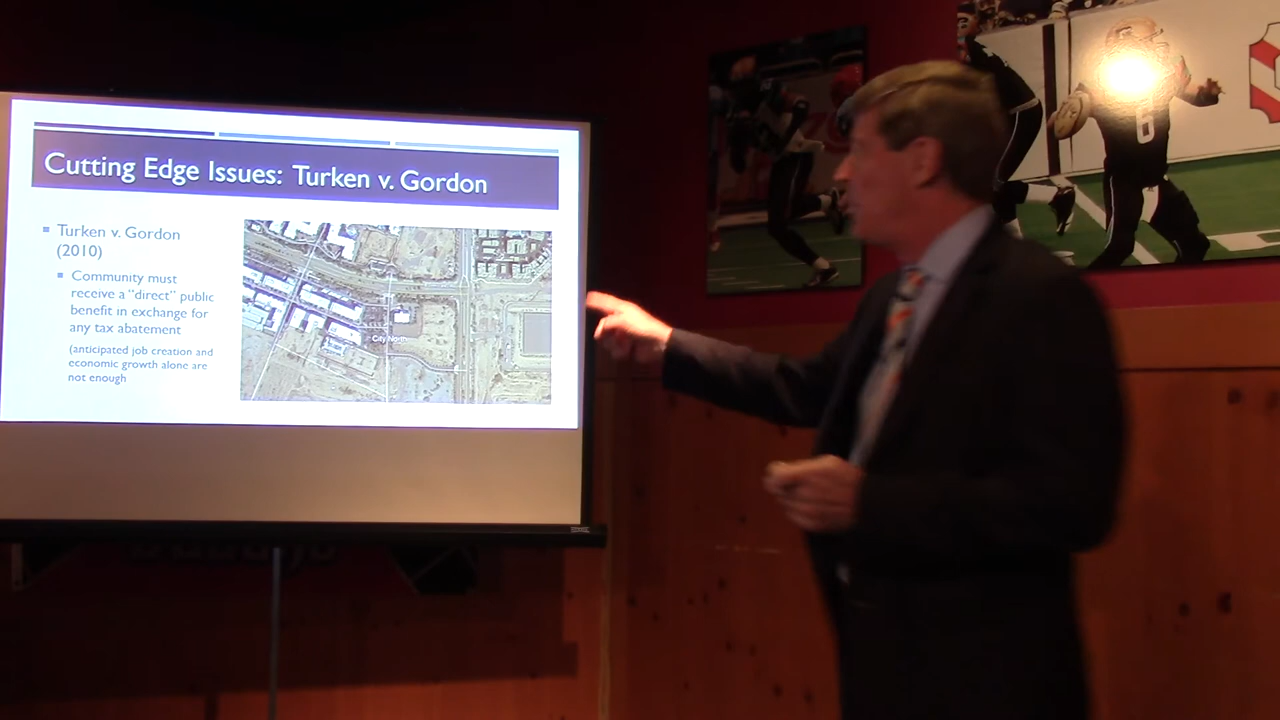 Cutting Edge Issues: Turken v. Gordon
Turken v. Gordon
(2010)
Community must
receive a "direct" public
benefit in exchange for
any tax abatement
(anticipated job creation and
economic growth alone are
not enough
City North
6